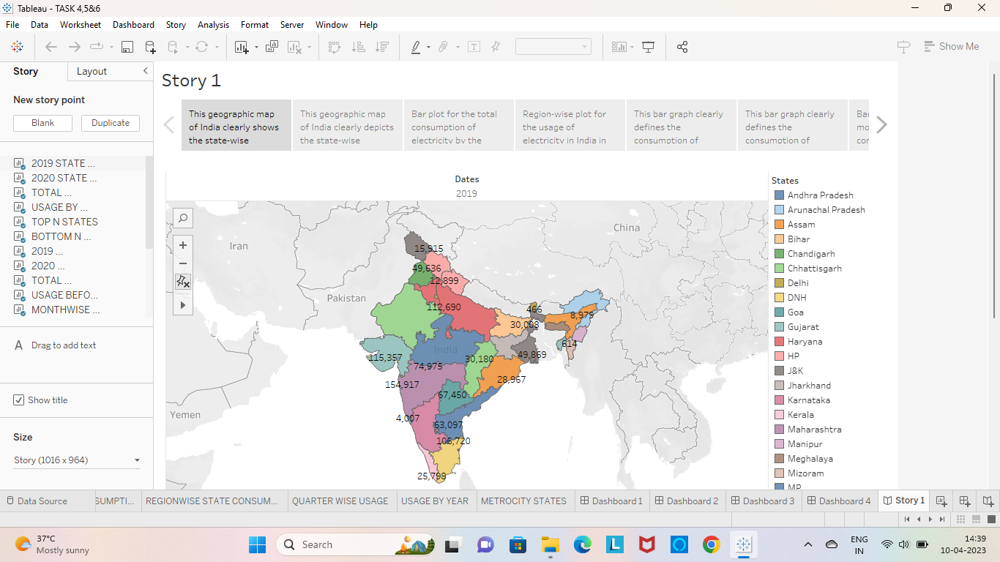 Tableau - TASK 4,5&6
File Data Worksheet Dashboard Story Analysis Format Server Window Help
Show Me
Story Layout
New story point
Blank Duplicate
2019 STATE ...
2020 STATE ...
TOTAL ...
USAGE BY ...
TOP N STATES
BOTTOM N ...
2019 ...
2020 ...
TOTAL ...
USAGE BEFO...
MONTHWISE ...
A Drag to add text
Show title
Size
Story (1016 x 964)
Story 1
This geographic map
of India clearly shows
the state-wise
This geographic map
of India clearly depicts
the state-wise
Bar plot for the total
consumption of
electricity by the
Region-wise plot for
the usage of
electricity in India in
This bar graph clearly
defines the
consumption of
This bar graph clearly
defines the
consumption of
Bar
mo
con
Dates
2019
Iran
China
Pakistan
Yemen
India
15,915
49,636
12,899
112,690
466
30,003
8,979
614
115,357
74,975
30,180
49,869
28,967
154,917
67,450
4,007
63,097
106,720
25,798
States
Andhra Pradesh
Arunachal Pradesh
Assam
Bihar
Chandigarh
Chhattisgarh
Delhi
DNH
Goa
Gujarat
Haryana
HP
J&K
Jharkhand
Karnataka
Kerala
Maharashtra
Manipur
Meghalaya
Mizoram
MP
Data Source SUMPTI... REGIONWISE STATE CONSUM... QUARTER WISE USAGE USAGE BY YEAR METROCITY STATES Dashboard 1 Dashboard 2 Dashboard 3 Dashboard 4 Story 1
37°C
Mostly sunny
Search
L
ENG
IN
14:39
10-04-2023